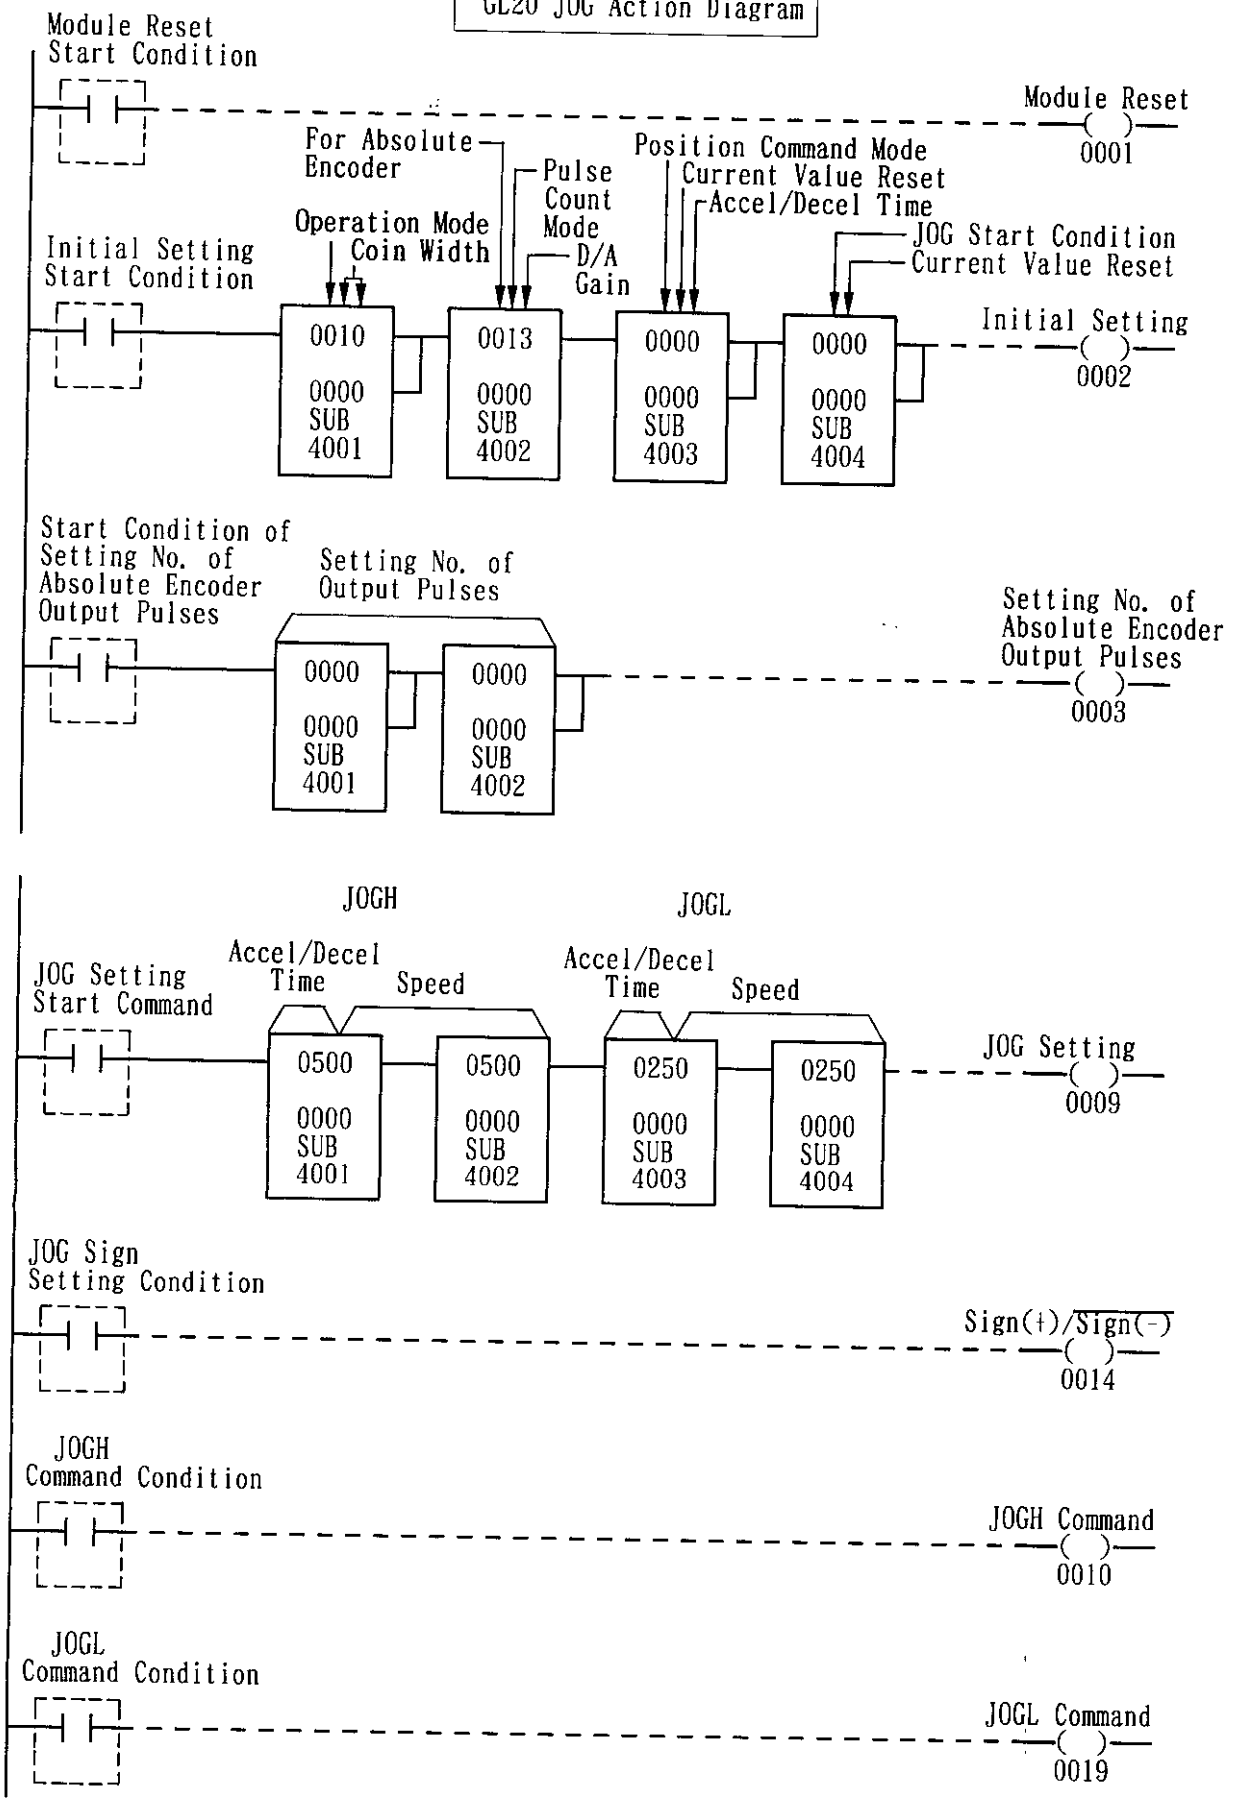 GL20 JOG Action Diagram
Module Reset
Start Condition
Module Reset
( )
0001
For Absolute
Encoder
Pulse
Count
Mode
D/A
Gain
Position Command Mode
Current Value Reset
Accel/Decel Time
Operation Mode
Coin Width
JOG Start Condition
Current Value Reset
Initial Setting
Start Condition
0010
0000
SUB
4001
0013
0000
SUB
4002
0000
0000
SUB
4003
0000
0000
SUB
4004
Initial Setting
( )
0002
Start Condition of
Setting No. of
Absolute Encoder
Output Pulses
Setting No. of
Output Pulses
0000
0000
SUB
4001
0000
0000
SUB
4002
Setting No. of
Absolute Encoder
Output Pulses
( )
0003
JOGH
JOGL
JOG Setting
Start Command
Accel/Decel
Time
Speed
Accel/Decel
Time
Speed
0500
0000
SUB
4001
0500
0000
SUB
4002
0250
0000
SUB
4003
0250
0000
SUB
4004
JOG Setting
( )
0009
JOG Sign
Setting Condition
Sign(+)/Sign(-)
( )
0014
JOGH
Command Condition
JOGH Command
( )
0010
JOGL
Command Condition
JOGL Command
( )
0019